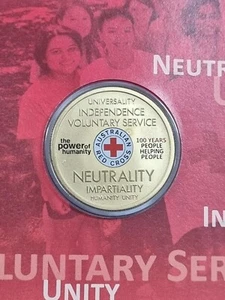 NEUTR
U
UNIVERSALITY
INDEPENDENCE
VOLUNTARY SERVICE
the
power of
humanity
AUSTRALIAN
RED CROSS
100 YEARS
PEOPLE
HELPING
PEOPLE
NEUTRALITY
IMPARTIALITY
HUMANITY UNITY
IN
LUNTARY SER
UNITY